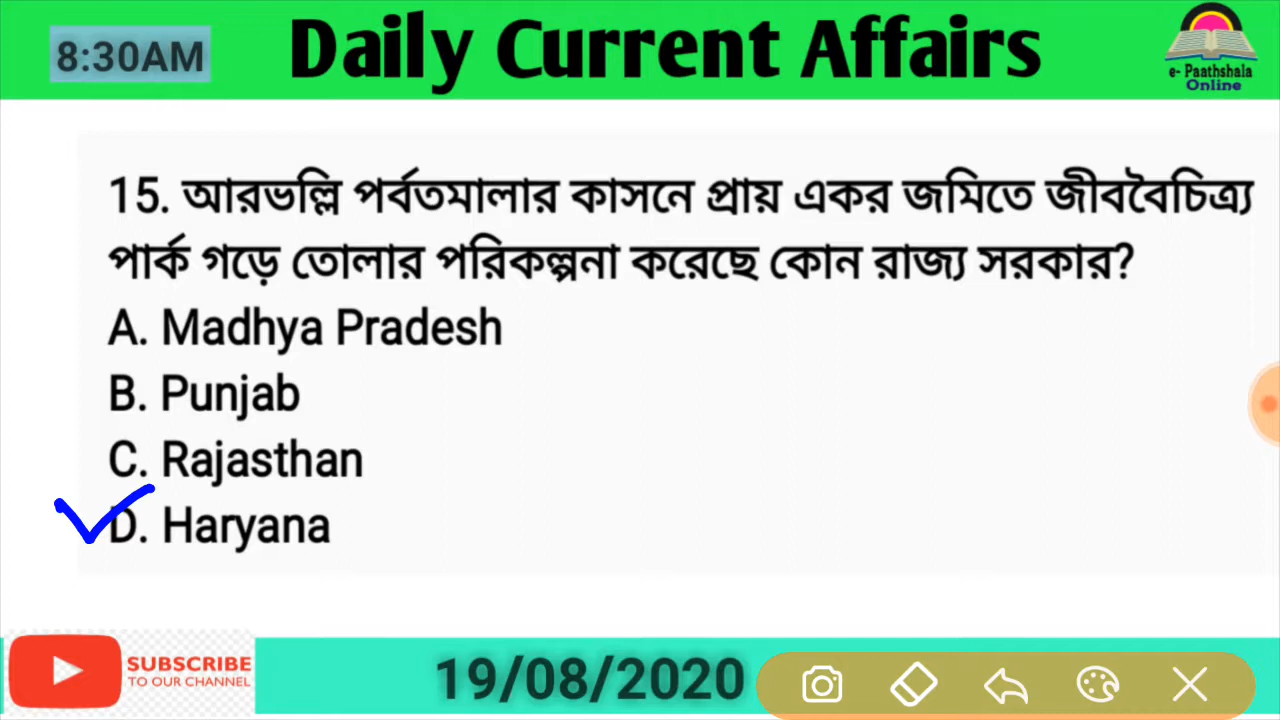 8:30AM
Daily Current Affairs
e- Paathshala
Online
15. আরভল্লি পর্বতমালার কাসনে প্রায় একর জমিতে জীববৈচিত্র্য
পার্ক গড়ে তোলার পরিকল্পনা করেছে কোন রাজ্য সরকার?
A. Madhya Pradesh
B. Punjab
C. Rajasthan
D. Haryana
SUBSCRIBE
TO OUR CHANNEL
19/08/2020